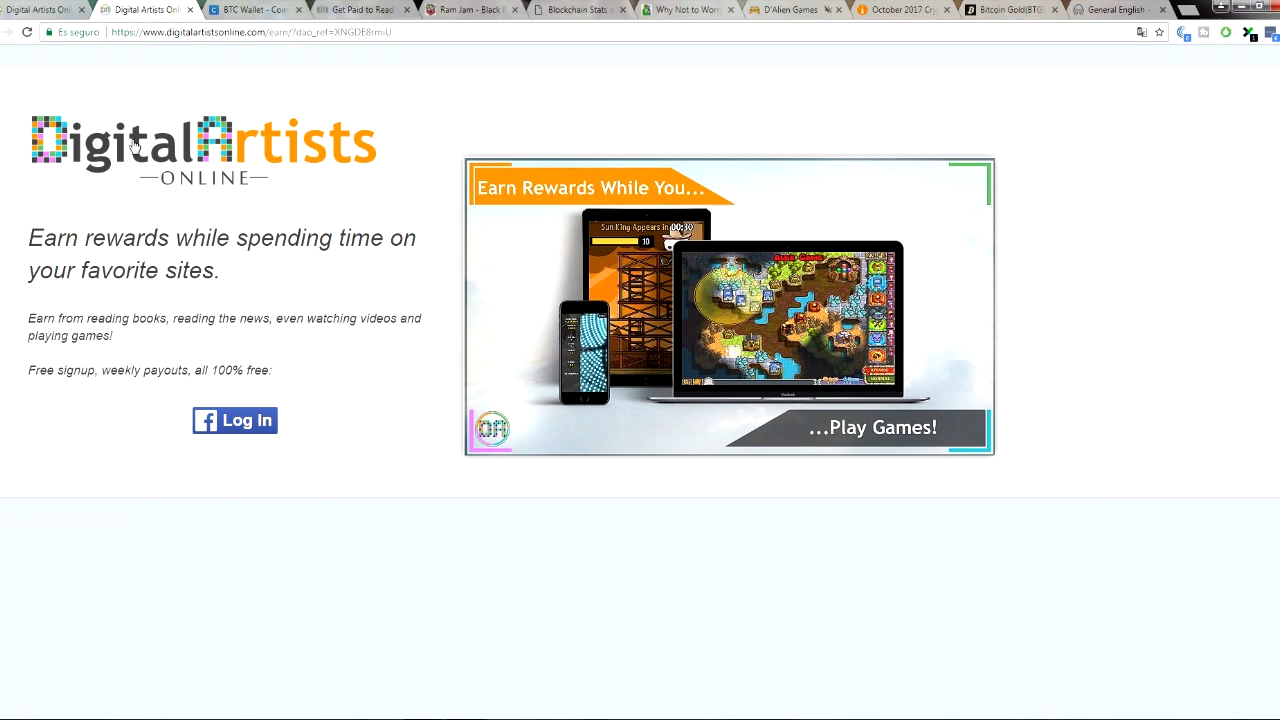 Digital Artists Onl
Digital Artists Onl
BTC Wallet - Coin
Get Paid to Read
Ram Jam - Black B
Blockchain Stats
Why Not to Worr
D'Alien Games
October 2017 Cry
Bitcoin Gold(BTG)
General English -
Es seguro
https://www.digitalartistsonline.com/earn/?dao_ref=XNGDE8rmiU
DigitalArtists
ONLINE
Earn rewards while spending time on
your favorite sites.
Earn from reading books, reading the news, even watching videos and
playing games!
Free signup, weekly payouts, all 100% free:
Log In
Earn Rewards While You...
Sun King Appears in 00:30
10
DA
...Play Games!